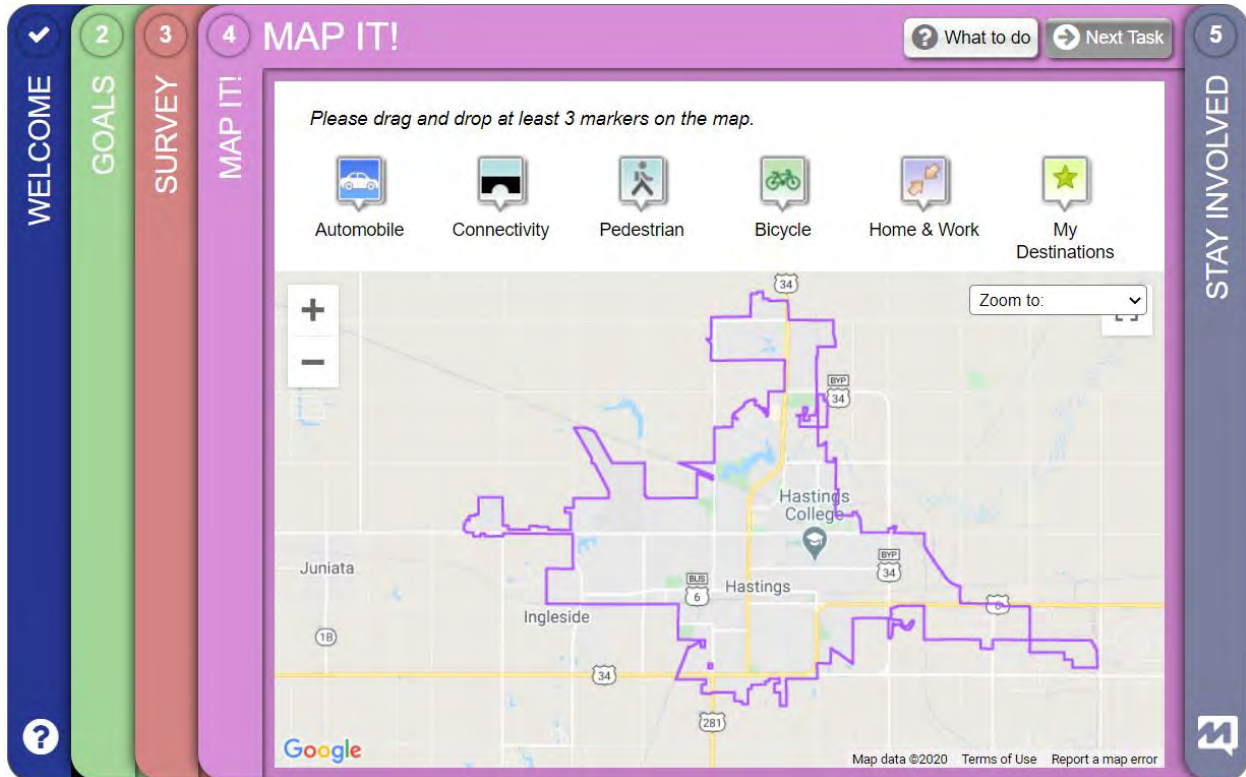 WELCOME
2
GOALS
3
SURVEY
4
MAP IT!
MAP IT!
? What to do
Next Task
5
STAY INVOLVED
Please drag and drop at least 3 markers on the map.
Automobile
Connectivity
Pedestrian
Bicycle
Home & Work
My
Destinations
+
−
Zoom to:
34
BYP
34
Hastings
College
BYP
34
Juniata
BUS
6
Hastings
6
Ingleside
18
34
281
?
Google
Map data ©2020 Terms of Use Report a map error